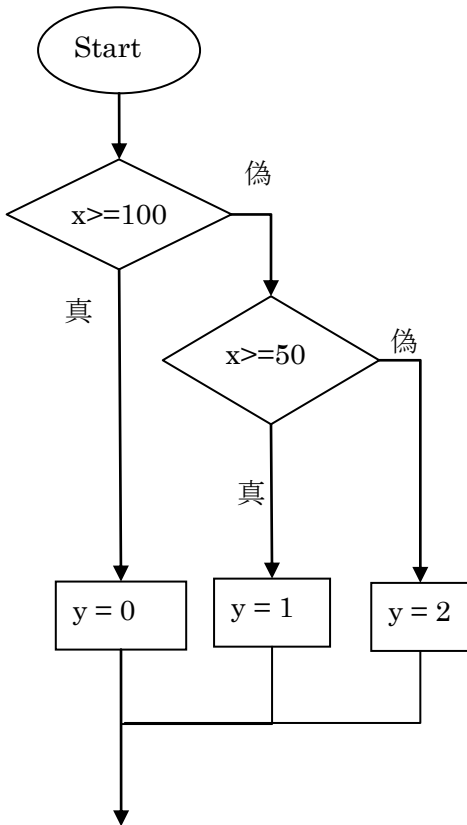 Start
偽
x>=100
真
偽
x>=50
真
y = 0
y = 1
y = 2